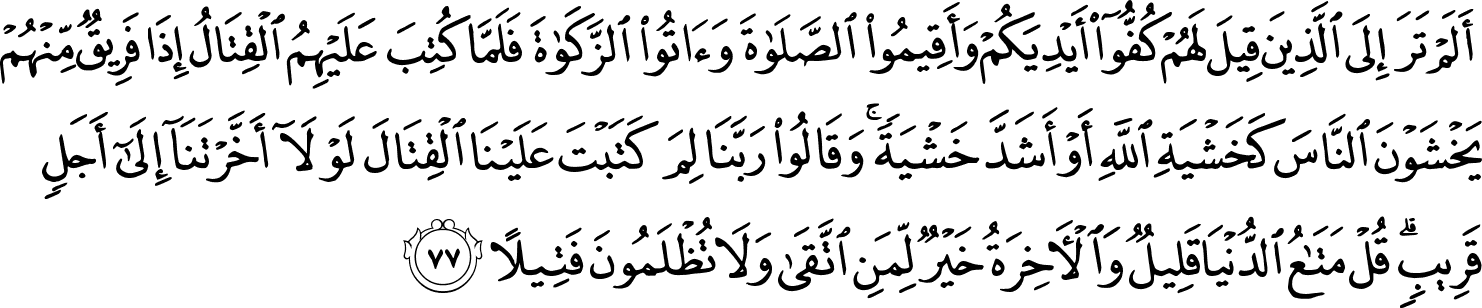 أَلَمْ تَرَ إِلَى ٱلَّذِينَ قِيلَ لَهُمْ كُفُّوٓا۟ أَيْدِيَكُمْ وَأَقِيمُوا۟ ٱلصَّلَوٰةَ وَءَاتُوا۟ ٱلزَّكَوٰةَ فَلَمَّا كُتِبَ عَلَيْهِمُ ٱلْقِتَالُ إِذَا فَرِيقٌ مِّنْهُمْ
يَخْشَوْنَ ٱلنَّاسَ كَخَشْيَةِ ٱللَّهِ أَوْ أَشَدَّ خَشْيَةً ۚ وَقَالُوا۟ رَبَّنَا لِمَ كَتَبْتَ عَلَيْنَا ٱلْقِتَالَ لَوْ لَآ أَخَّرْتَنَآ إِلَىٰٓ أَجَلٍ
قَرِيبٍ ۗ قُلْ مَتَـٰعُ ٱلدُّنْيَا قَلِيلٌ وَٱلْـَٔاخِرَةُ خَيْرٌ لِّمَنِ ٱتَّقَىٰ وَلَا تُظْلَمُونَ فَتِيلًا ٧٧